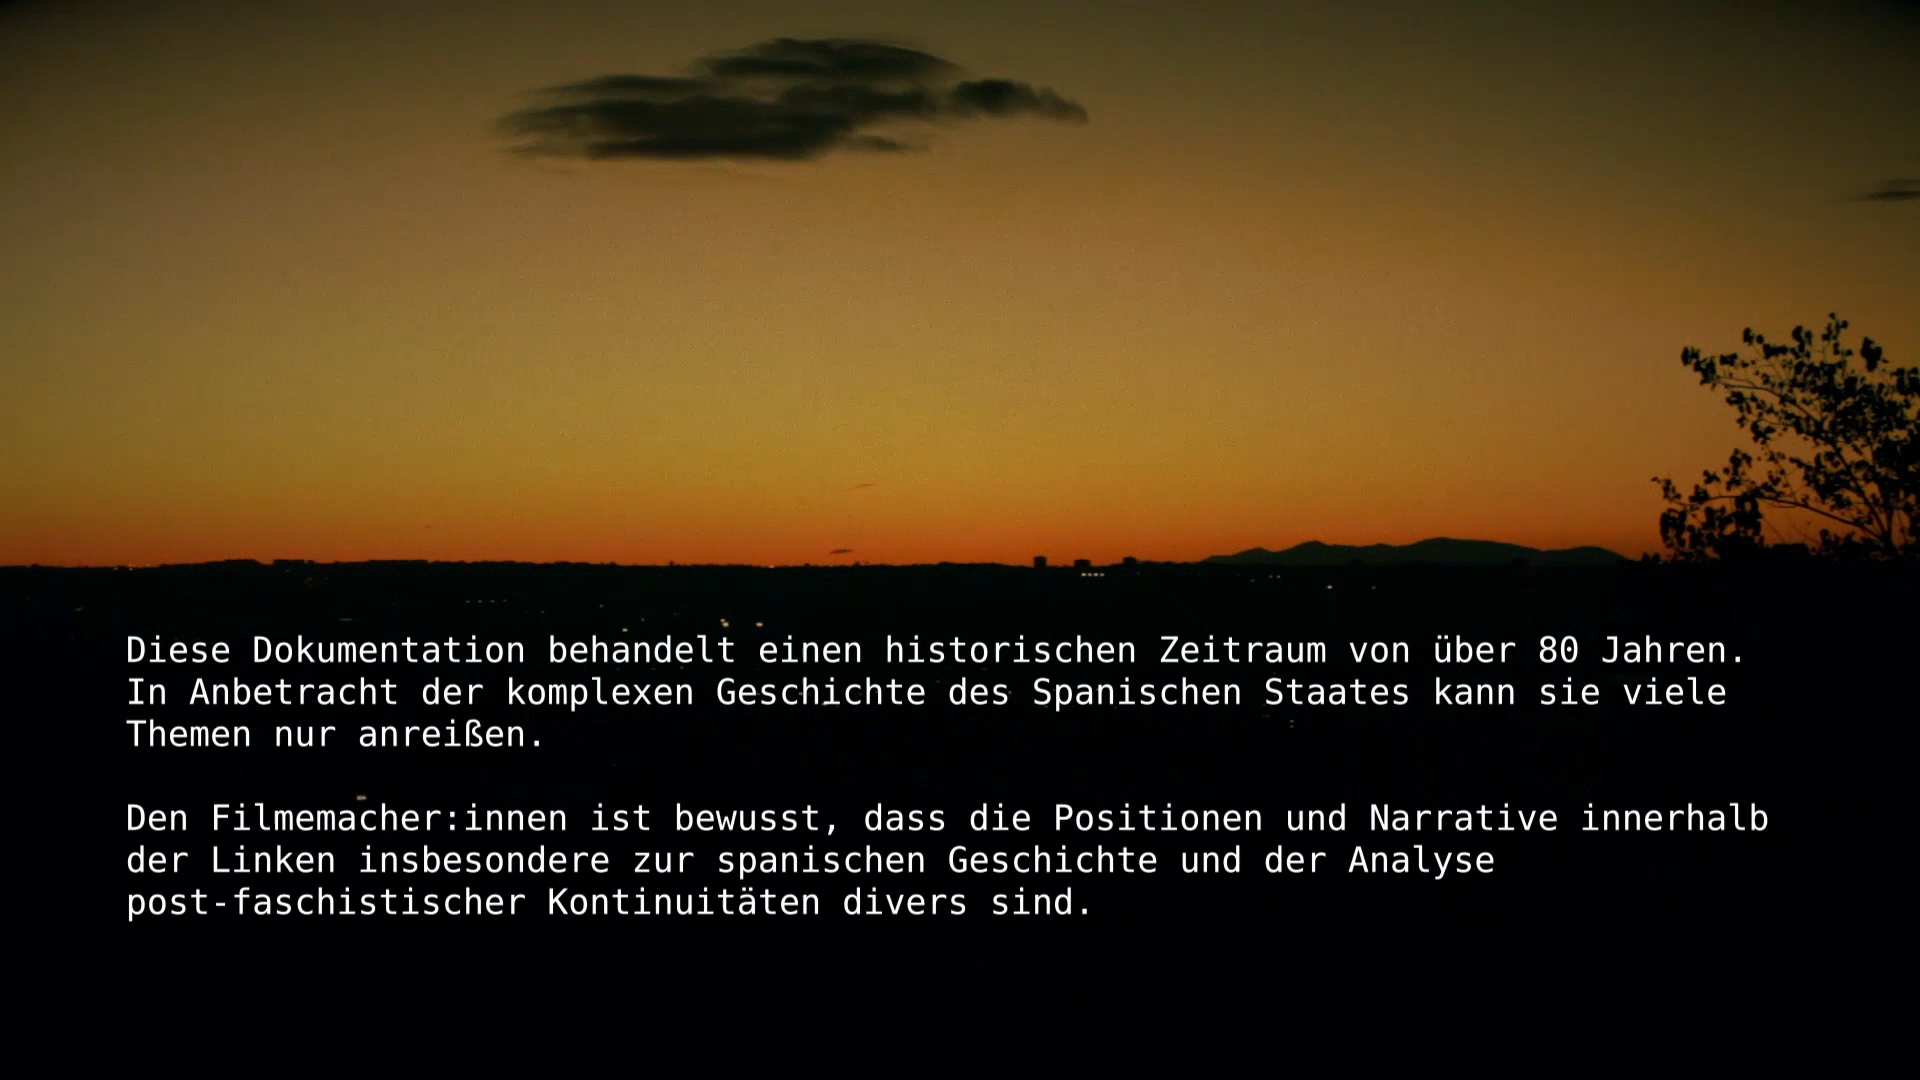 Diese Dokumentation behandelt einen historischen Zeitraum von über 80 Jahren.
In Anbetracht der komplexen Geschichte des Spanischen Staates kann sie viele
Themen nur anreißen.
Den Filmemacher:innen ist bewusst, dass die Positionen und Narrative innerhalb
der Linken insbesondere zur spanischen Geschichte und der Analyse
post-faschistischer Kontinuitäten divers sind.